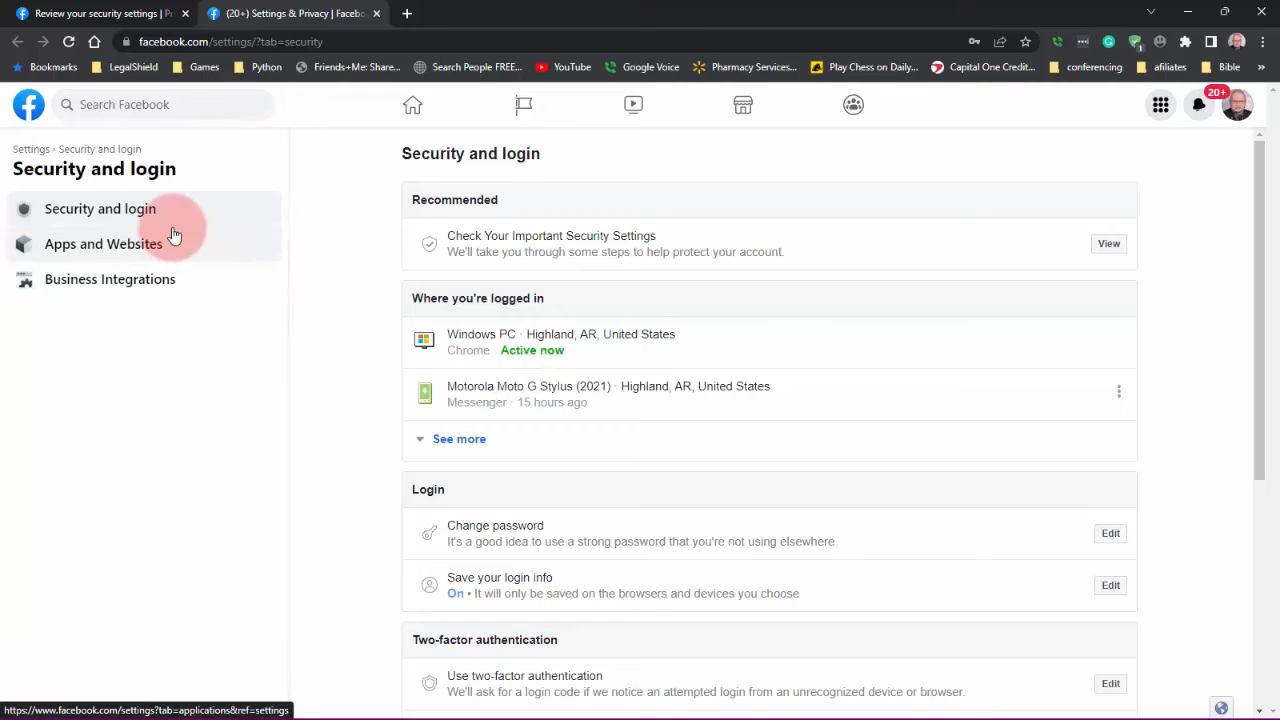 Review your security settings | Pr
(20+) Settings & Privacy | Facebo
facebook.com/settings/?tab=security
Bookmarks LegalShield Games Python Friends+Me: Share... Search People FREE... YouTube Google Voice Pharmacy Services... Play Chess on Daily... Capital One Credit... conferencing afiliates Bible
Search Facebook
20+
Settings › Security and login
Security and login
Security and login
Apps and Websites
Business Integrations
Security and login
Recommended
Check Your Important Security Settings
We'll take you through some steps to help protect your account.
View
Where you're logged in
Windows PC · Highland, AR, United States
Chrome · Active now
Motorola Moto G Stylus (2021) · Highland, AR, United States
Messenger · 15 hours ago
See more
Login
Change password
It's a good idea to use a strong password that you're not using elsewhere
Edit
Save your login info
On • It will only be saved on the browsers and devices you choose
Edit
Two-factor authentication
Use two-factor authentication
We'll ask for a login code if we notice an attempted login from an unrecognized device or browser.
Edit
https://www.facebook.com/settings?tab=applications&ref=settings